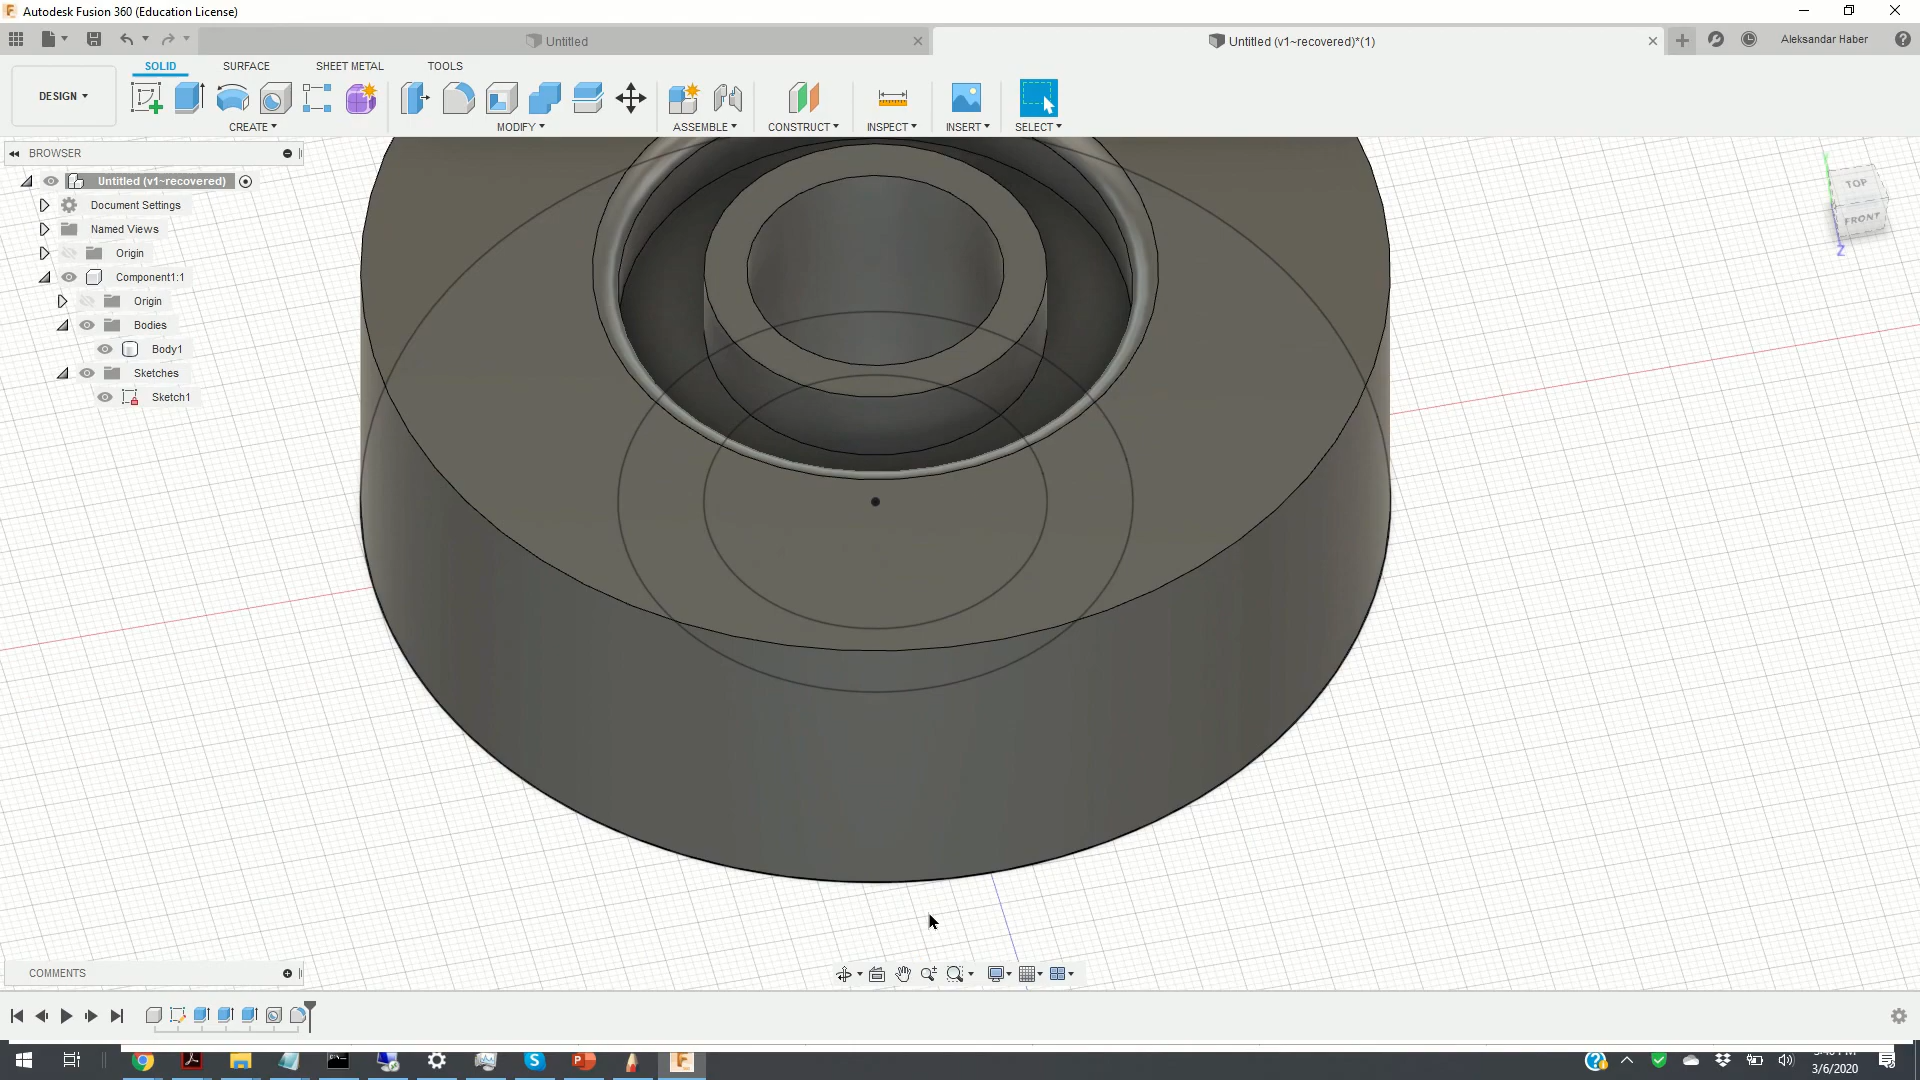 Autodesk Fusion 360 (Education License)
Untitled
Untitled (v1~recovered)*(1)
Aleksandar Haber
SOLID
SURFACE
SHEET METAL
TOOLS
DESIGN
CREATE
MODIFY
ASSEMBLE
CONSTRUCT
INSPECT
INSERT
SELECT
BROWSER
Untitled (v1~recovered)
Document Settings
Named Views
Origin
Component1:1
Origin
Bodies
Body1
Sketches
Sketch1
TOP
FRONT
Z
COMMENTS
3/6/2020